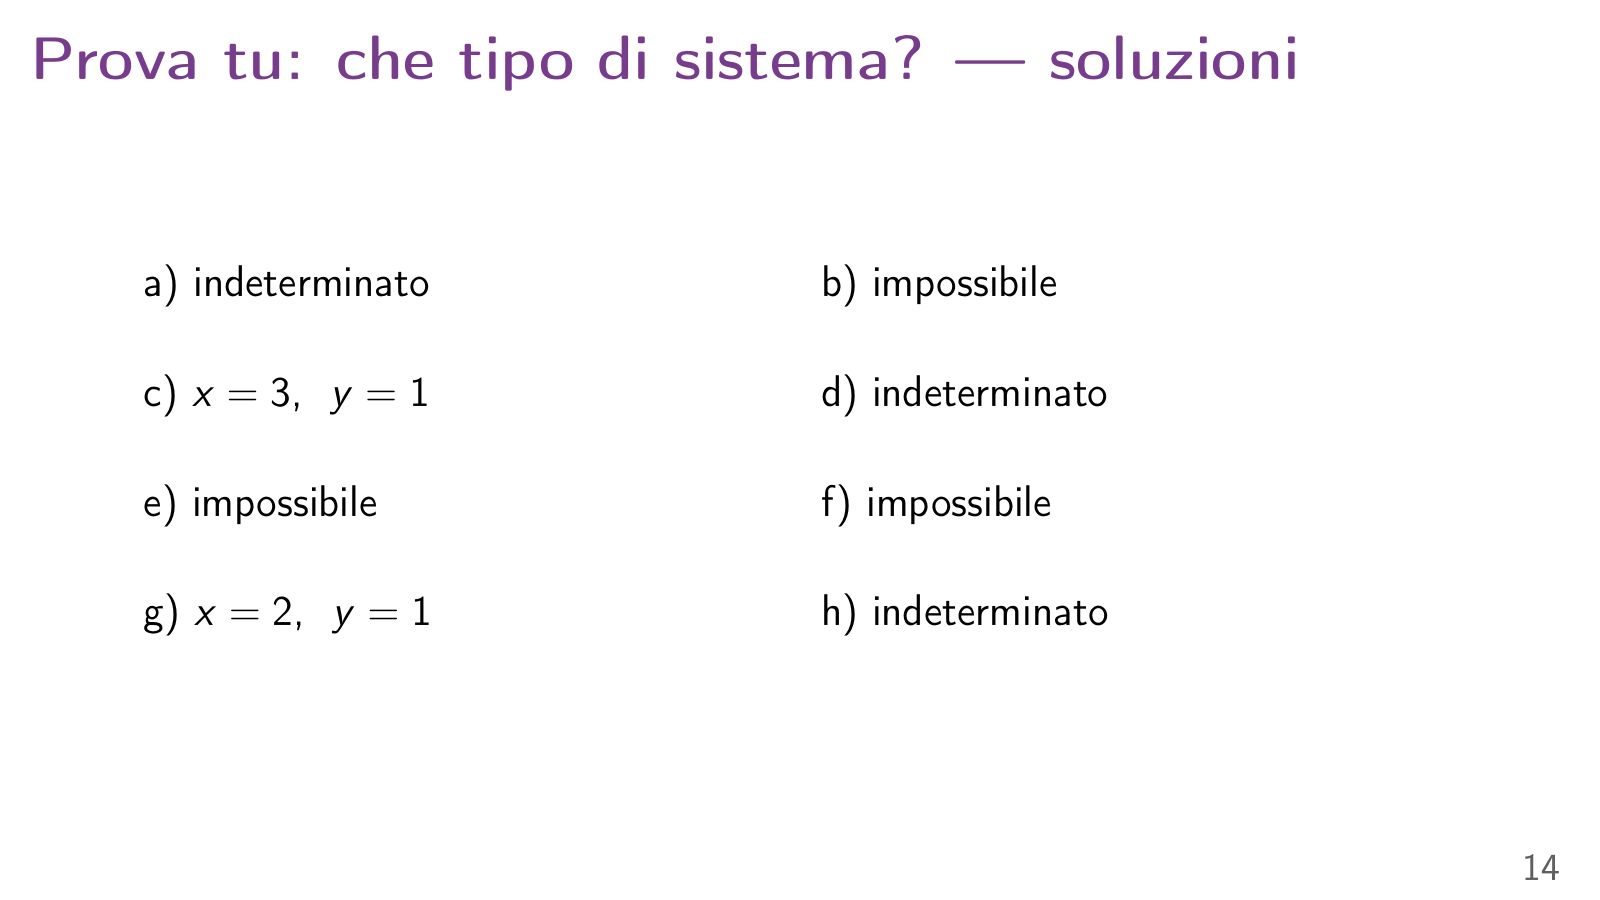 Prova tu: che tipo di sistema? — soluzioni
a) indeterminato
b) impossibile
c) x = 3, y = 1
d) indeterminato
e) impossibile
f) impossibile
g) x = 2, y = 1
h) indeterminato
14